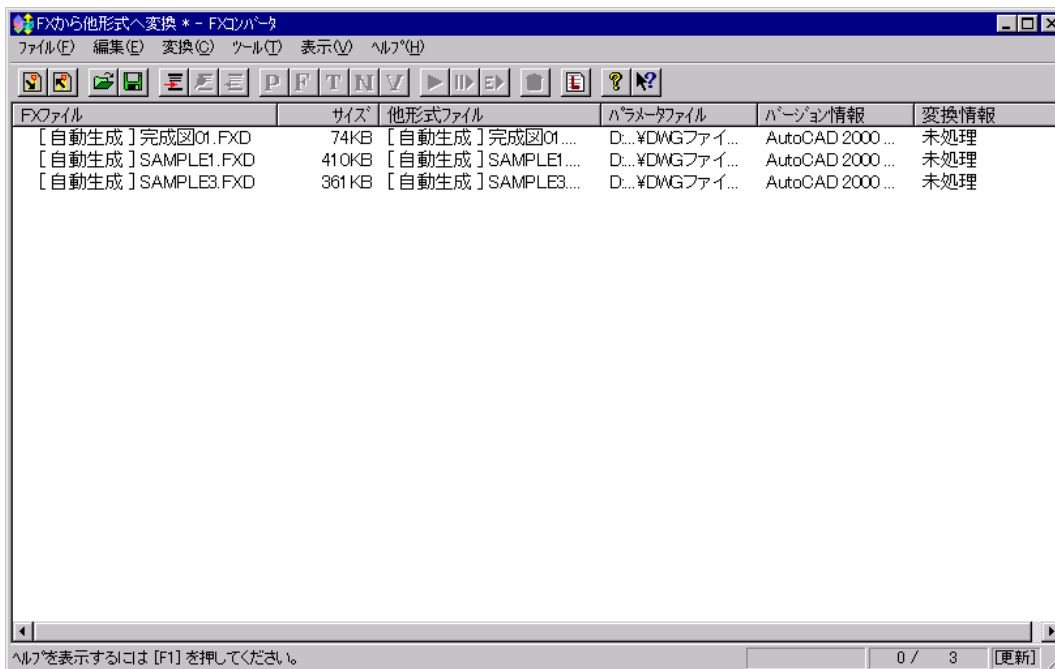 FXから他形式へ変換 * - FXｺﾝﾊﾞｰﾀ
ﾌｧｲﾙ(F) 編集(E) 変換(C) ﾂｰﾙ(T) 表示(V) ﾍﾙﾌﾟ(H)
P F T N V
FXﾌｧｲﾙ ｻｲｽﾞ 他形式ﾌｧｲﾙ ﾊﾟﾗﾒｰﾀﾌｧｲﾙ ﾊﾞｰｼﾞｮﾝ情報 変換情報
[ 自動生成 ] 完成図01.FXD 74KB [ 自動生成 ] 完成図01.... D:...¥DWGファイ... AutoCAD 2000 ... 未処理
[ 自動生成 ] SAMPLE1.FXD 410KB [ 自動生成 ] SAMPLE1.... D:...¥DWGファイ... AutoCAD 2000 ... 未処理
[ 自動生成 ] SAMPLE3.FXD 361KB [ 自動生成 ] SAMPLE3.... D:...¥DWGファイ... AutoCAD 2000 ... 未処理
ﾍﾙﾌﾟを表示するには [F1] を押してください。 0 / 3 [更新]